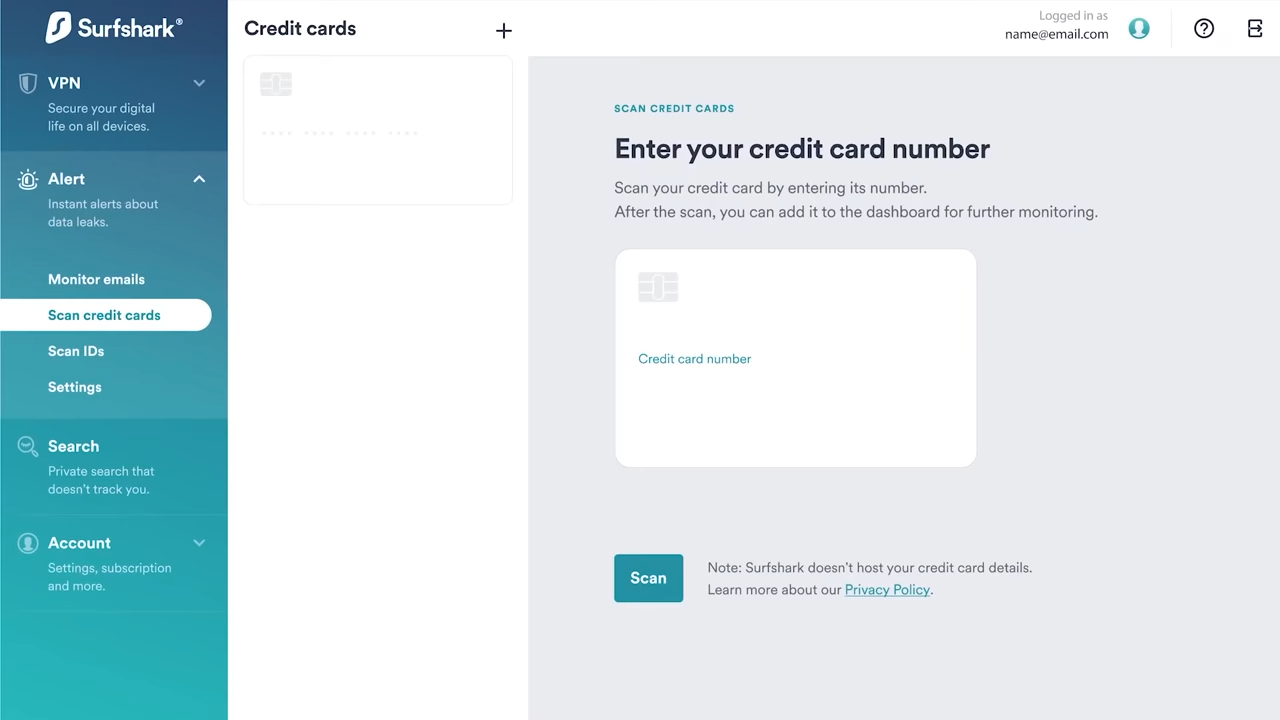 Surfshark®
VPN
Secure your digital
life on all devices.
Alert
Instant alerts about
data leaks.
Monitor emails
Scan credit cards
Scan IDs
Settings
Search
Private search that
doesn't track you.
Account
Settings, subscription
and more.
Credit cards
Logged in as
name@email.com
SCAN CREDIT CARDS
Enter your credit card number
Scan your credit card by entering its number.
After the scan, you can add it to the dashboard for further monitoring.
Credit card number
Scan
Note: Surfshark doesn't host your credit card details.
Learn more about our Privacy Policy.